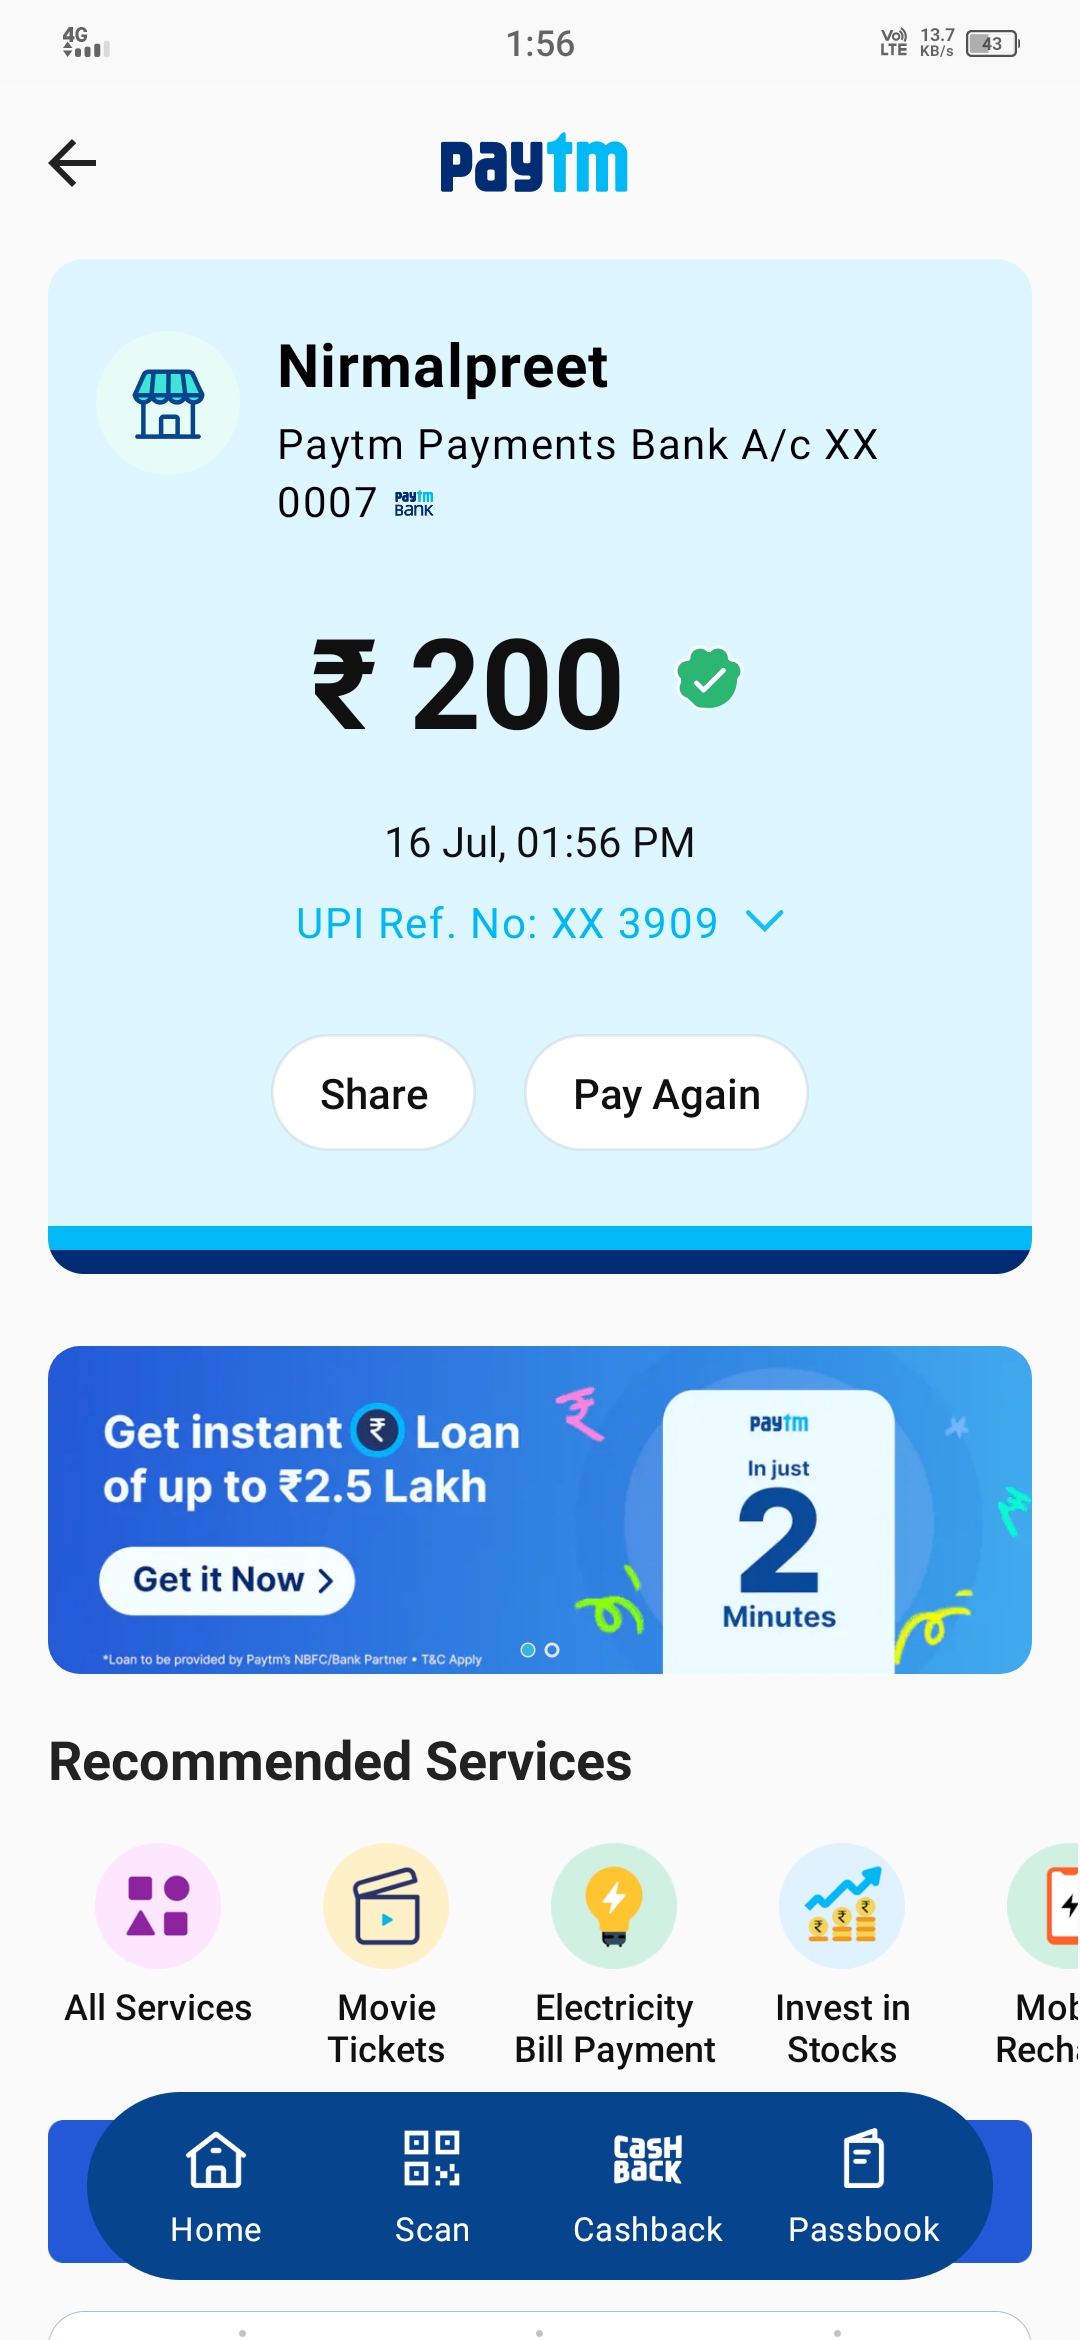 4G
1:56
Vo)) LTE
13.7 KB/s
43
paytm
Nirmalpreet
Paytm Payments Bank A/c XX
0007 paytm BANK
₹ 200
16 Jul, 01:56 PM
UPI Ref. No: XX 3909
Share
Pay Again
Get instant ₹ Loan
of up to ₹2.5 Lakh
Get it Now >
*Loan to be provided by Paytm's NBFC/Bank Partner • T&C Apply
paytm
In just
2
Minutes
Recommended Services
All Services
Movie
Tickets
Electricity
Bill Payment
Invest in
Stocks
Mob
Recha
Home
Scan
CASH
BACK
Cashback
Passbook